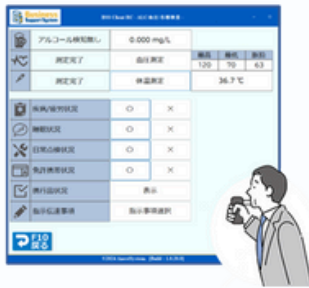 Business
Support System
アルコール検知無し 0.000 mg/L
最高 最低 脈拍
測定完了 血圧測定 120 70 63
測定完了 体温測定 36.7℃
疾病/疲労状況 ○ ×
睡眠状況 ○ ×
日常点検状況 ○ ×
免許携帯状況 ○ ×
携行品状況 表示
指示伝達事項 指示事項選択
F10
戻る